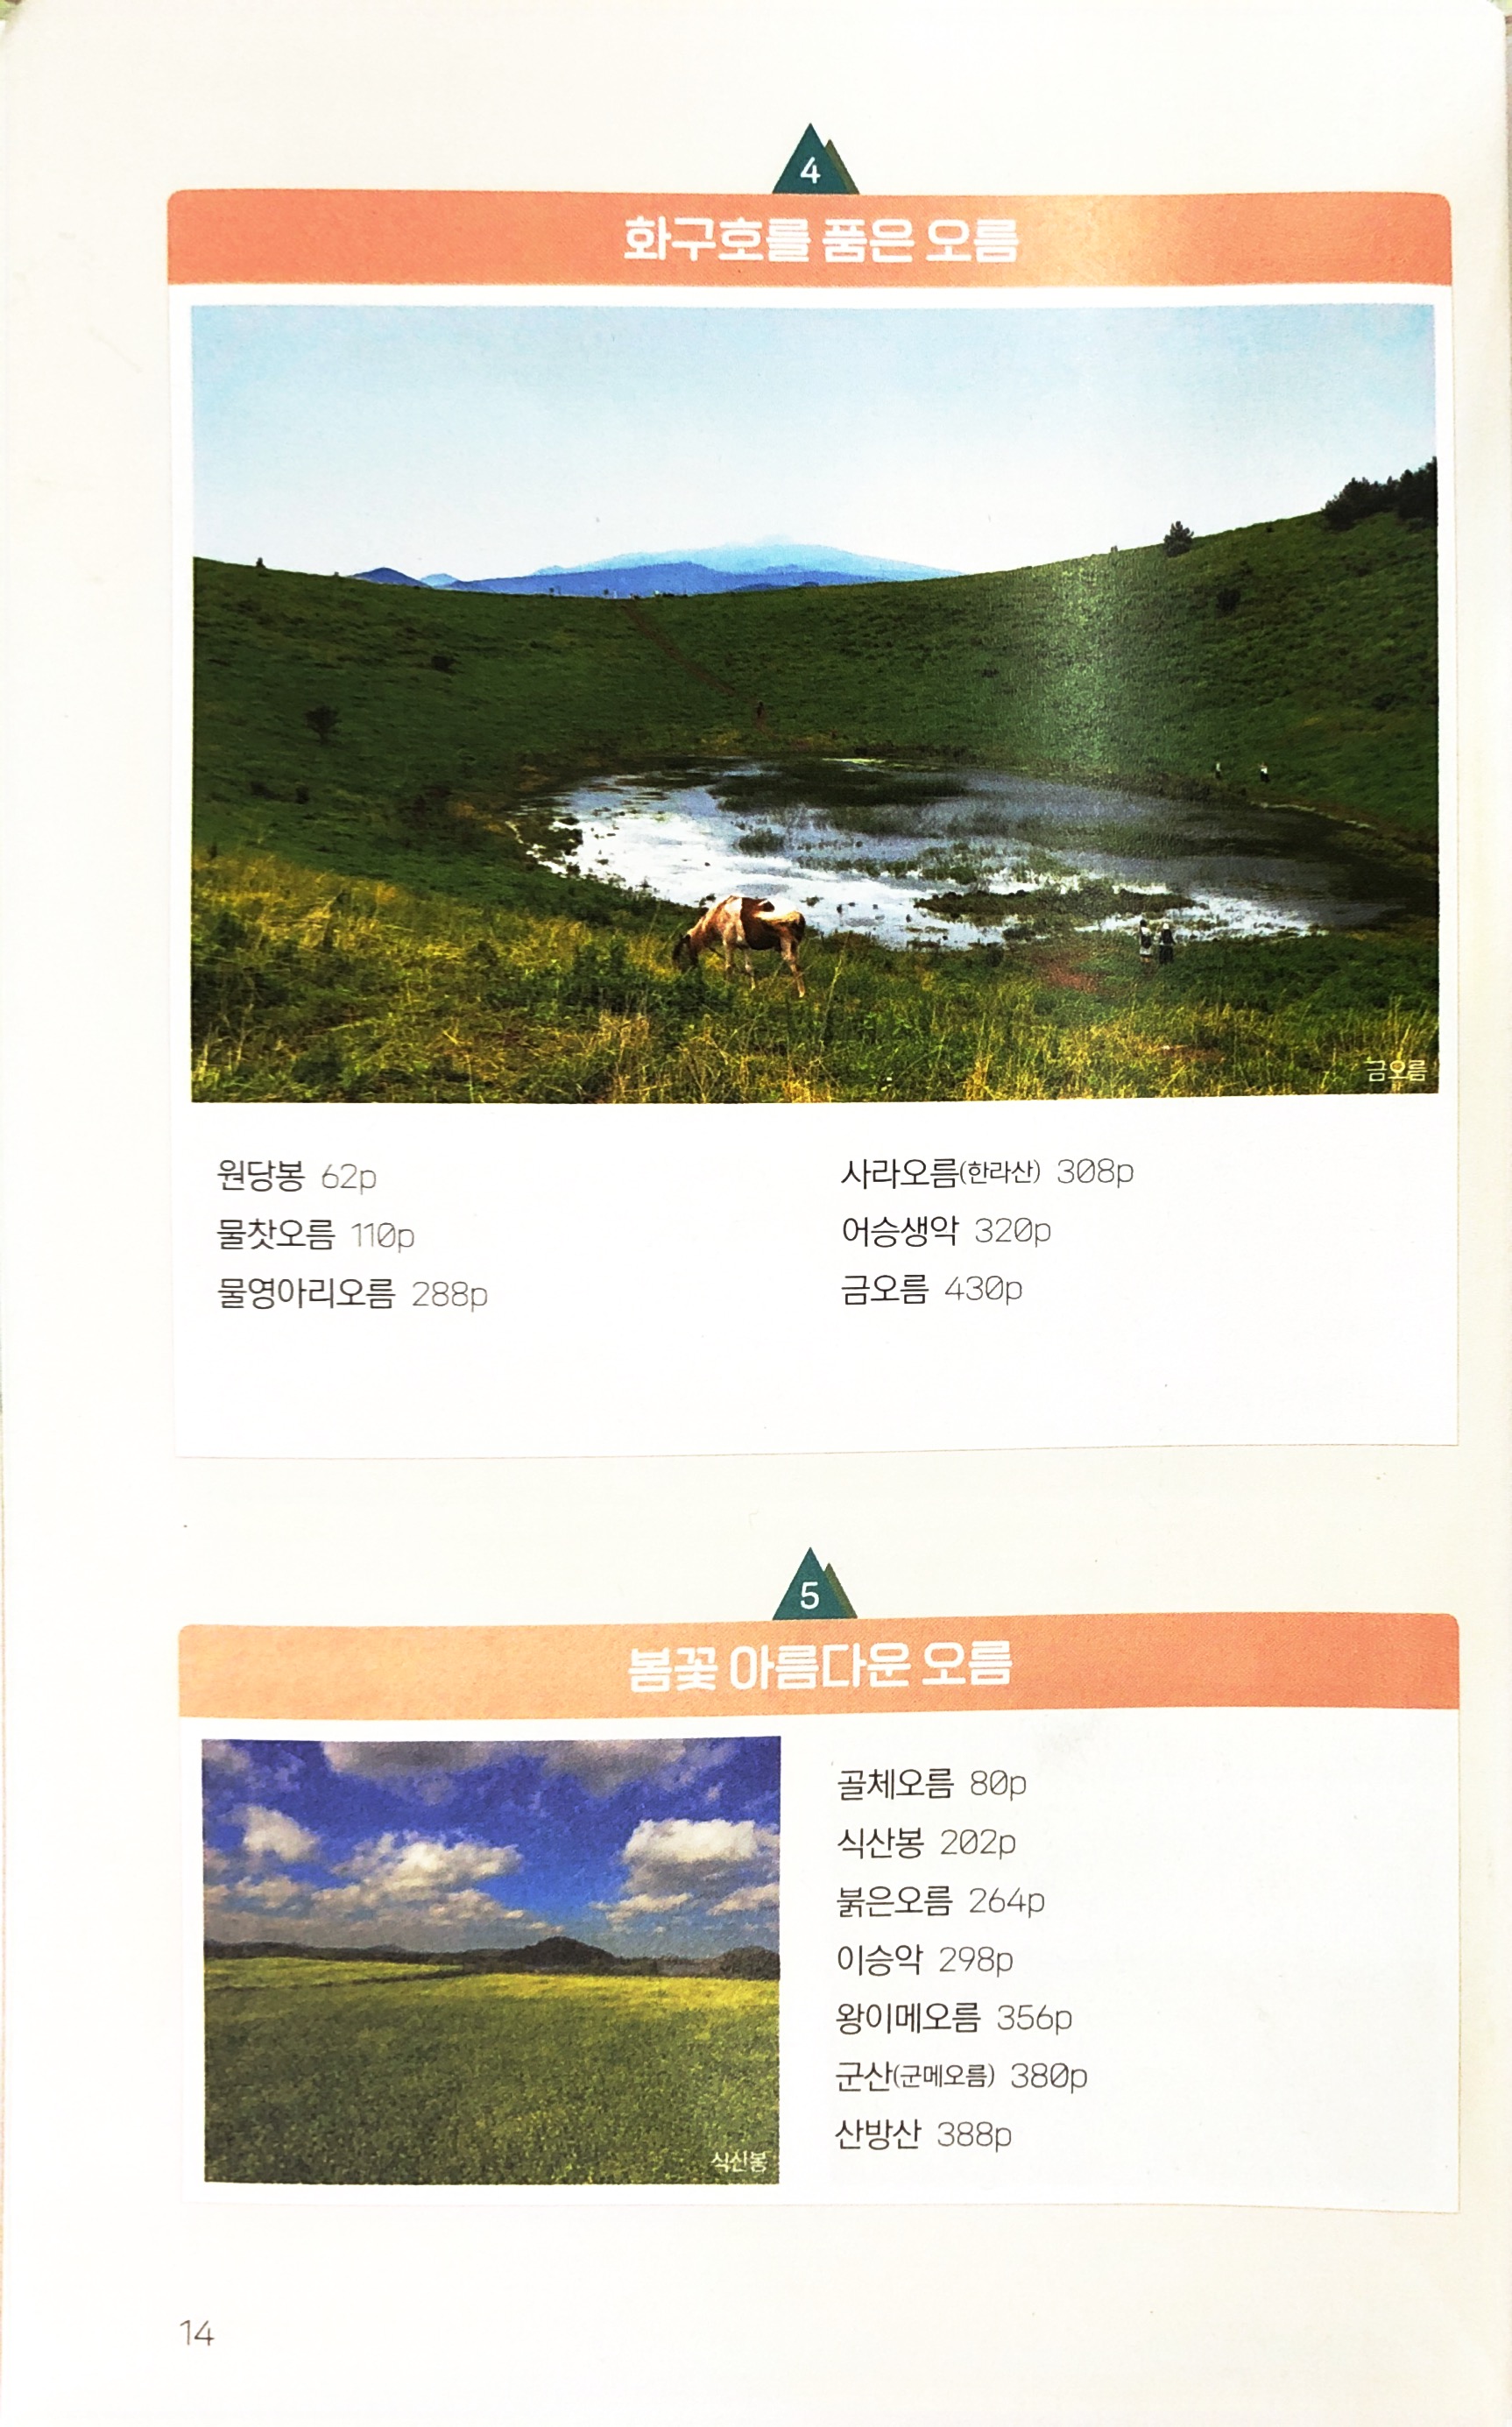 4
화구호를 품은 오름
금오름
원당봉 62p
물찻오름 110p
물영아리오름 288p
사라오름(한라산) 308p
어승생악 320p
금오름 430p
5
봄꽃 아름다운 오름
식산봉
골체오름 80p
식산봉 202p
붉은오름 264p
이승악 298p
왕이메오름 356p
군산(군메오름) 380p
산방산 388p
14